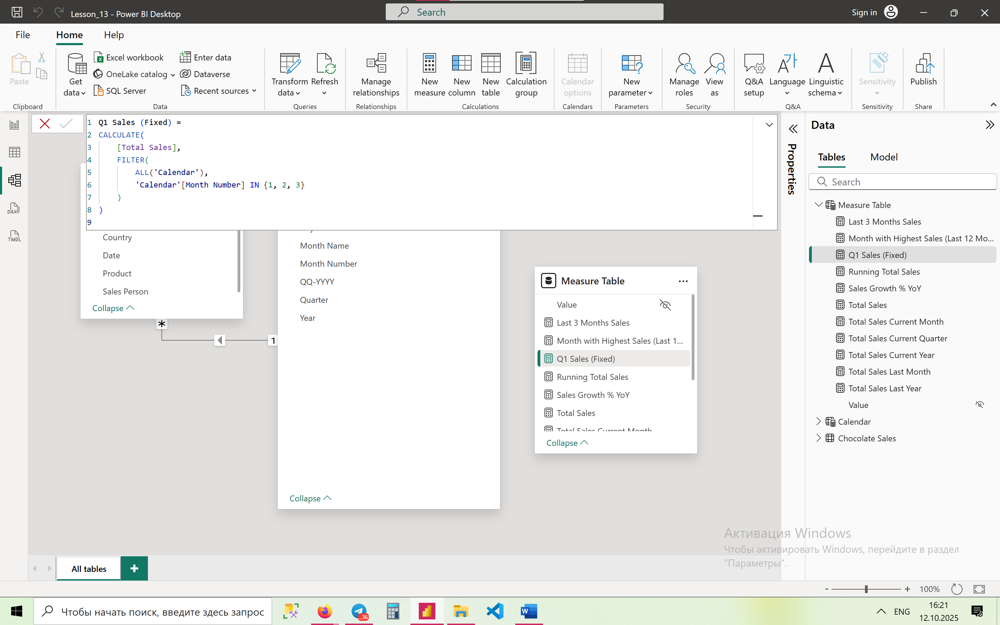 Lesson_13 - Power BI Desktop
Search
Sign in
File
Home
Help
Paste
Clipboard
Get data
Excel workbook
OneLake catalog
SQL Server
Enter data
Dataverse
Recent sources
Data
Transform data
Refresh
Queries
Manage relationships
Relationships
New measure
New column
New table
Calculation group
Calculations
Calendar options
Calendars
New parameter
Parameters
Manage roles
View as
Security
Q&A setup
Language
Linguistic schema
Q&A
Sensitivity
Sensitivity
Publish
Share
1 Q1 Sales (Fixed) =
2 CALCULATE(
3 [Total Sales],
4 FILTER(
5 ALL('Calendar'),
6 'Calendar'[Month Number] IN {1, 2, 3}
7 )
8 )
9
DAX
TMDL
Country
Date
Product
Sales Person
Collapse
*
1
Month Name
Month Number
QQ-YYYY
Quarter
Year
Collapse
Measure Table
Value
Last 3 Months Sales
Month with Highest Sales (Last 1...
Q1 Sales (Fixed)
Running Total Sales
Sales Growth % YoY
Total Sales
Total Sales Current Month
Collapse
Properties
Data
Tables
Model
Search
Measure Table
Last 3 Months Sales
Month with Highest Sales (Last 12 Mo...
Q1 Sales (Fixed)
Running Total Sales
Sales Growth % YoY
Total Sales
Total Sales Current Month
Total Sales Current Quarter
Total Sales Current Year
Total Sales Last Month
Total Sales Last Year
Value
Calendar
Chocolate Sales
Активация Windows
Чтобы активировать Windows, перейдите в раздел
"Параметры".
All tables
- + 100%
Чтобы начать поиск, введите здесь запрос
..36
W
ENG
16:21
12.10.2025